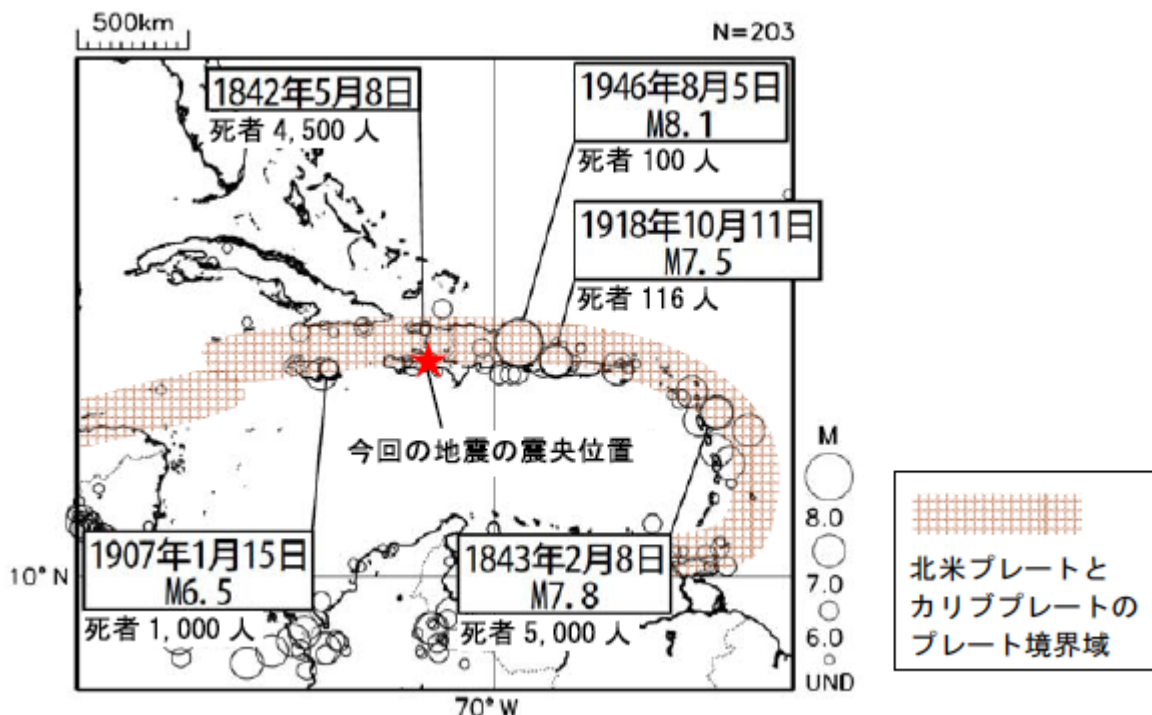 500km
N=203
1842年5月8日
死者 4,500 人
1946年8月5日
M8.1
死者 100 人
1918年10月11日
M7.5
死者 116 人
今回の地震の震央位置
1907年1月15日
M6.5
死者 1,000 人
1843年2月8日
M7.8
死者 5,000 人
10°N
70°W
M
8.0
7.0
6.0
UND
北米プレートと
カリブプレートの
プレート境界域